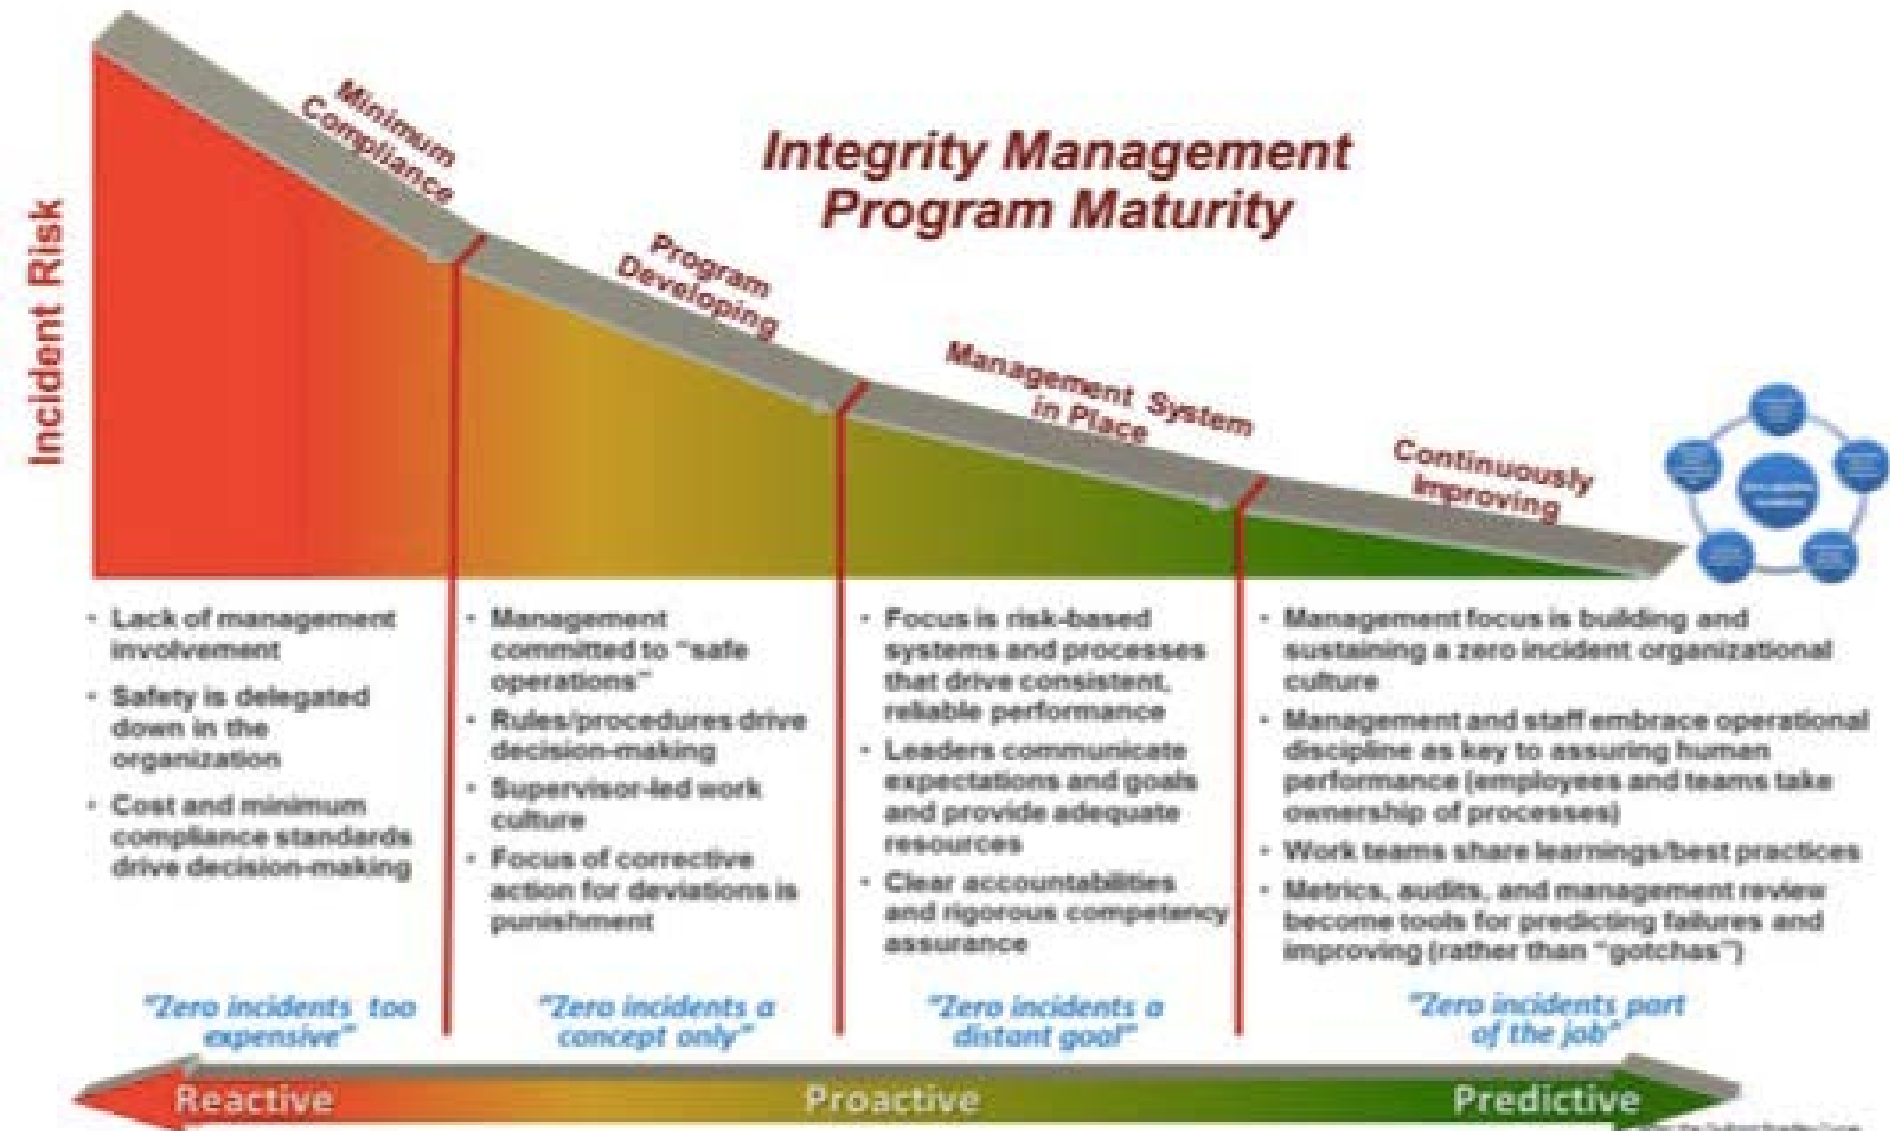 Integrity Management
Program Maturity
Incident Risk
Minimum
Compliance
Program
Developing
Management System
in Place
Continuously
Improving
• Lack of management
involvement
• Safety is delegated
down in the
organization
• Cost and minimum
compliance standards
drive decision-making
"Zero incidents too
expensive"
• Management
committed to "safe
operations"
• Rules/procedures drive
decision-making
• Supervisor-led work
culture
• Focus of corrective
action for deviations is
punishment
"Zero incidents a
concept only"
• Focus is risk-based
systems and processes
that drive consistent,
reliable performance
• Leaders communicate
expectations and goals
and provide adequate
resources
• Clear accountabilities
and rigorous competency
assurance
"Zero incidents a
distant goal"
• Management focus is building and
sustaining a zero incident organizational
culture
• Management and staff embrace operational
discipline as key to assuring human
performance (employees and teams take
ownership of processes)
• Work teams share learnings/best practices
• Metrics, audits, and management review
become tools for predicting failures and
improving (rather than "gotchas")
"Zero incidents part
of the job"
Reactive
Proactive
Predictive